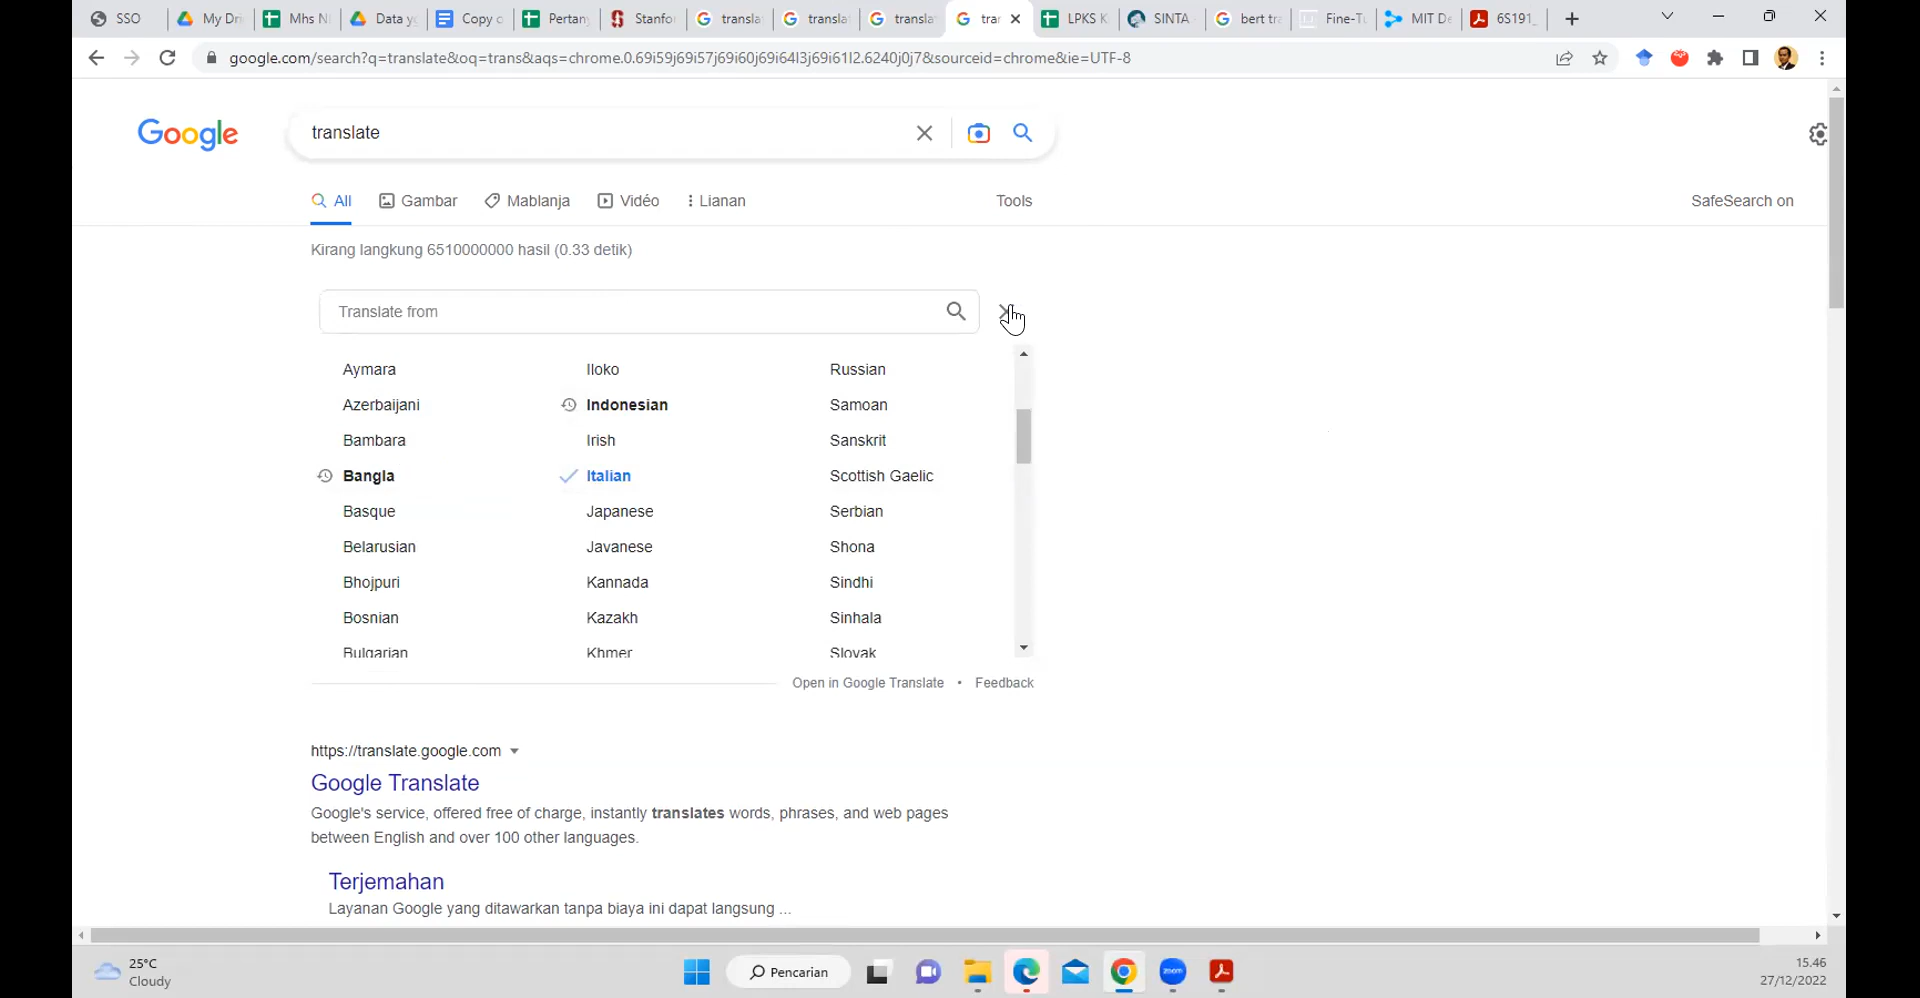 SSO My Dri Mhs N Data y Copy o Pertan Stanfo transla transla transla tra LPKS K SINTA bert tra Fine-T MIT De 6S191_
google.com/search?q=translate&oq=trans&aqs=chrome.0.69i59j69i57j69i60j69i64l3j69i61l2.6240j0j7&sourceid=chrome&ie=UTF-8
Google translate
All Gambar Mablanja Vidéo Lianan Tools SafeSearch on
Kirang langkung 6510000000 hasil (0.33 detik)
Translate from
Aymara Iloko Russian
Azerbaijani Indonesian Samoan
Bambara Irish Sanskrit
Bangla Italian Scottish Gaelic
Basque Japanese Serbian
Belarusian Javanese Shona
Bhojpuri Kannada Sindhi
Bosnian Kazakh Sinhala
Bulgarian Khmer Slovak
Open in Google Translate • Feedback
https://translate.google.com
Google Translate
Google's service, offered free of charge, instantly translates words, phrases, and web pages
between English and over 100 other languages.
Terjemahan
Layanan Google yang ditawarkan tanpa biaya ini dapat langsung ...
25°C
Cloudy
Pencarian
zoom
15.46
27/12/2022